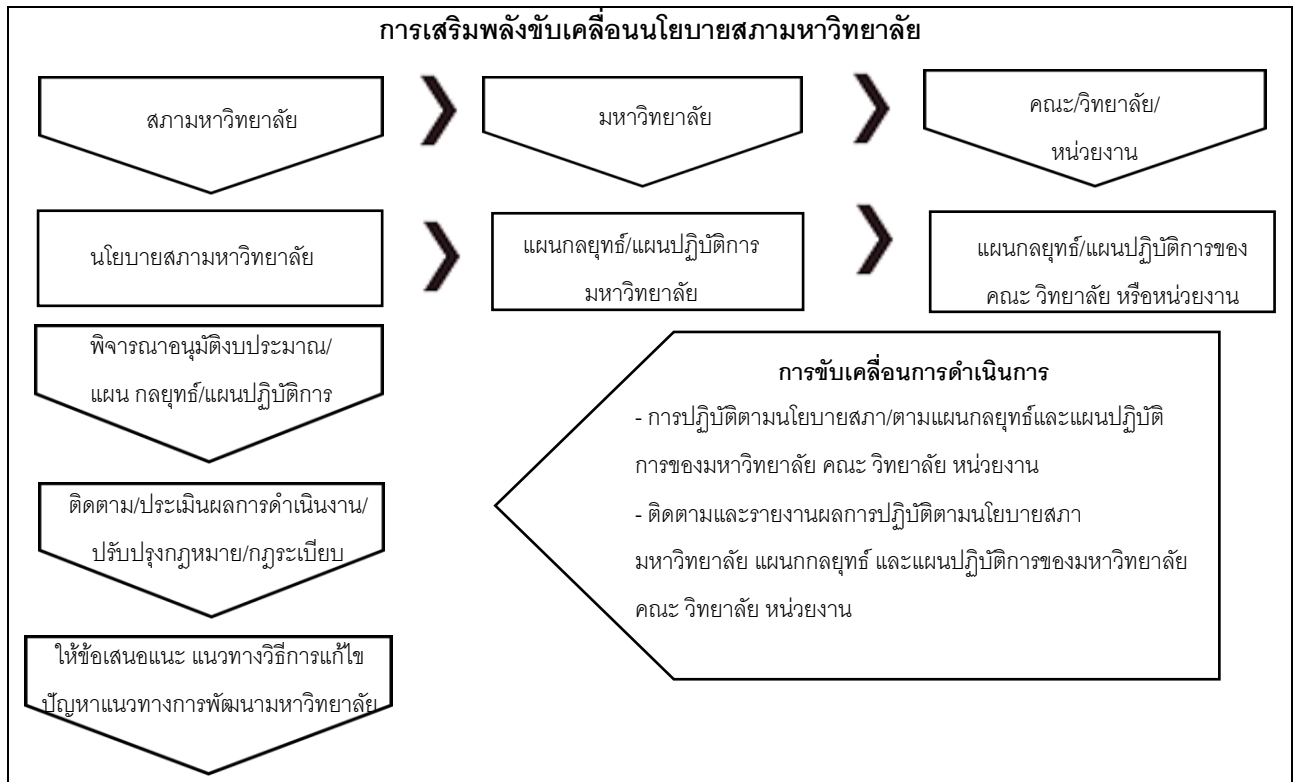 การเสริมพลังขับเคลื่อนนโยบายสภามหาวิทยาลัย
สภามหาวิทยาลัย
มหาวิทยาลัย
คณะ/วิทยาลัย/
หน่วยงาน
นโยบายสภามหาวิทยาลัย
แผนกลยุทธ์/แผนปฏิบัติการ
มหาวิทยาลัย
แผนกลยุทธ์/แผนปฏิบัติการของ
คณะ วิทยาลัย หรือหน่วยงาน
พิจารณาอนุมัติงบประมาณ/
แผน กลยุทธ์/แผนปฏิบัติการ
ติดตาม/ประเมินผลการดำเนินงาน/
ปรับปรุงกฎหมาย/กฎระเบียบ
ให้ข้อเสนอแนะ แนวทางวิธีการแก้ไข
ปัญหาแนวทางการพัฒนามหาวิทยาลัย
การขับเคลื่อนการดำเนินการ
- การปฏิบัติตามนโยบายสภา/ตามแผนกลยุทธ์และแผนปฏิบัติ
การของมหาวิทยาลัย คณะ วิทยาลัย หน่วยงาน
- ติดตามและรายงานผลการปฏิบัติตามนโยบายสภา
มหาวิทยาลัย แผนกกลยุทธ์ และแผนปฏิบัติการของมหาวิทยาลัย
คณะ วิทยาลัย หน่วยงาน